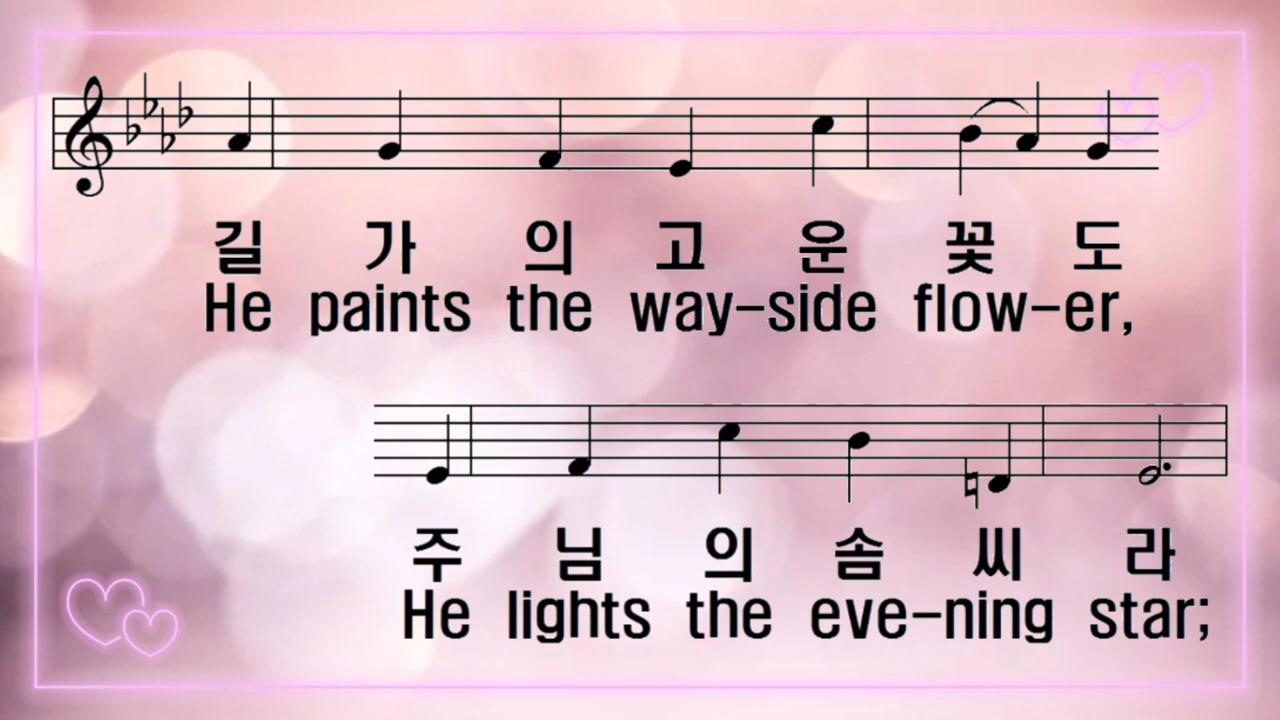 길 가 의 고 운 꽃 도
He paints the way-side flow-er,
주 님 의 솜 씨 라
He lights the eve-ning star;